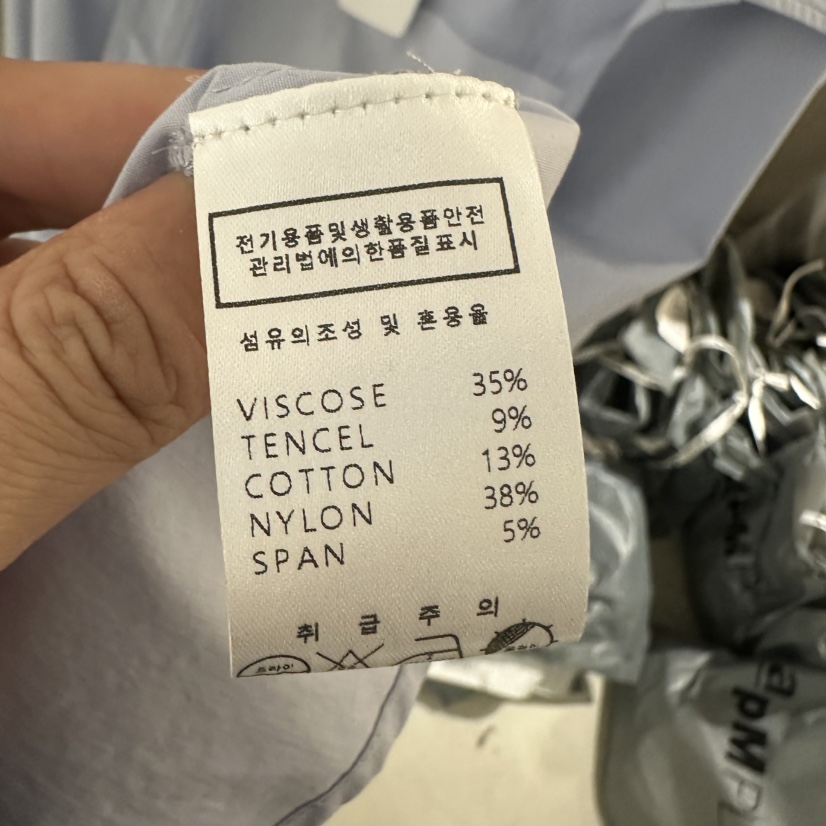 전기용품및생활용품안전
관리법에의한품질표시
섬유의조성 및 혼용율
VISCOSE 35%
TENCEL 9%
COTTON 13%
NYLON 38%
SPAN 5%
취 급 주 의
드라이
apM